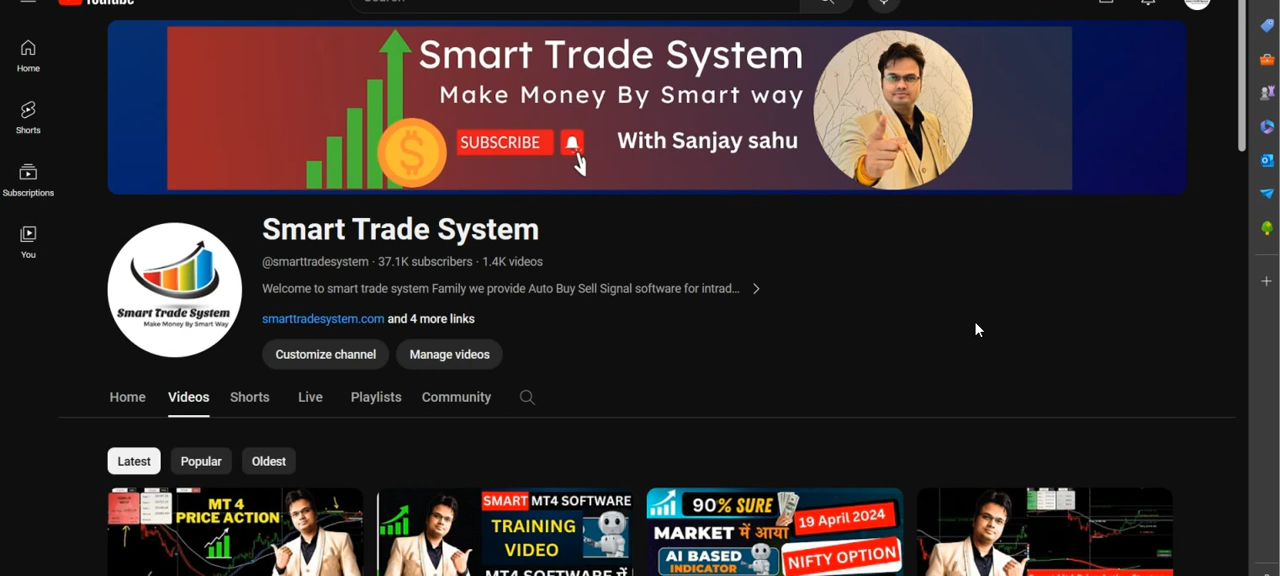 YouTube
Search
Home
Shorts
Subscriptions
You
Smart Trade System
Make Money By Smart way
SUBSCRIBE
With Sanjay sahu
Smart Trade System
Make Money By Smart Way
Smart Trade System
@smarttradesystem · 37.1K subscribers · 1.4K videos
Welcome to smart trade system Family we provide Auto Buy Sell Signal software for intrad...
smarttradesystem.com and 4 more links
Customize channel
Manage videos
Home Videos Shorts Live Playlists Community
Latest Popular Oldest
MT 4
PRICE ACTION
SMART MT4 SOFTWARE
TRAINING
VIDEO
MT4 SOFTWARE में
90% SURE
19 April 2024
MARKET में आया
AI BASED
INDICATOR
NIFTY OPTION